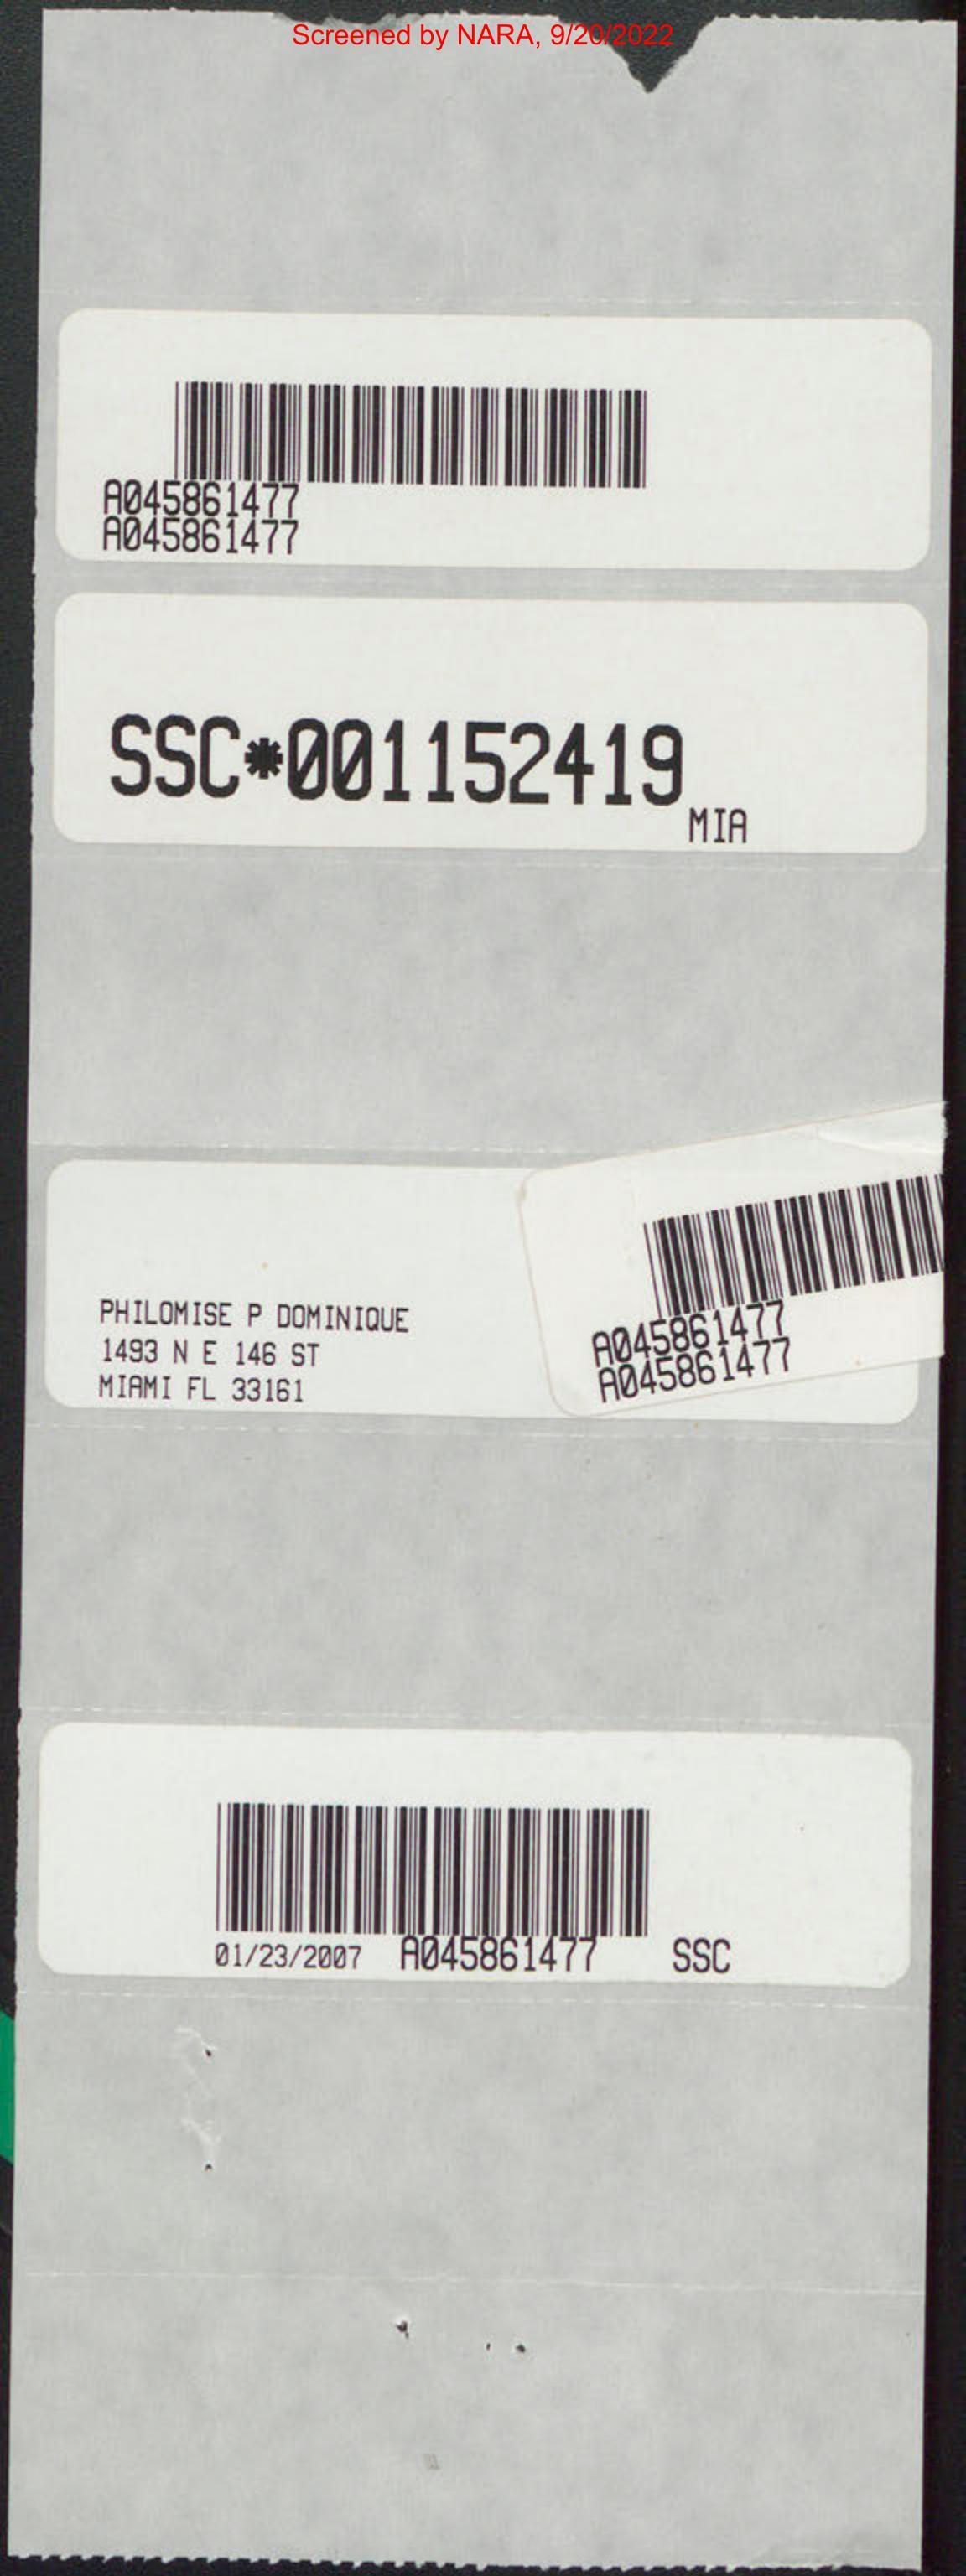 Screened by NARA, 9/20/2022
A045861477
A045861477
SSC*001152419
MIA
PHILOMISE P DOMINIQUE
1493 N E 146 ST
MIAMI FL 33161
A045861477
A045861477
01/23/2007 A045861477 SSC